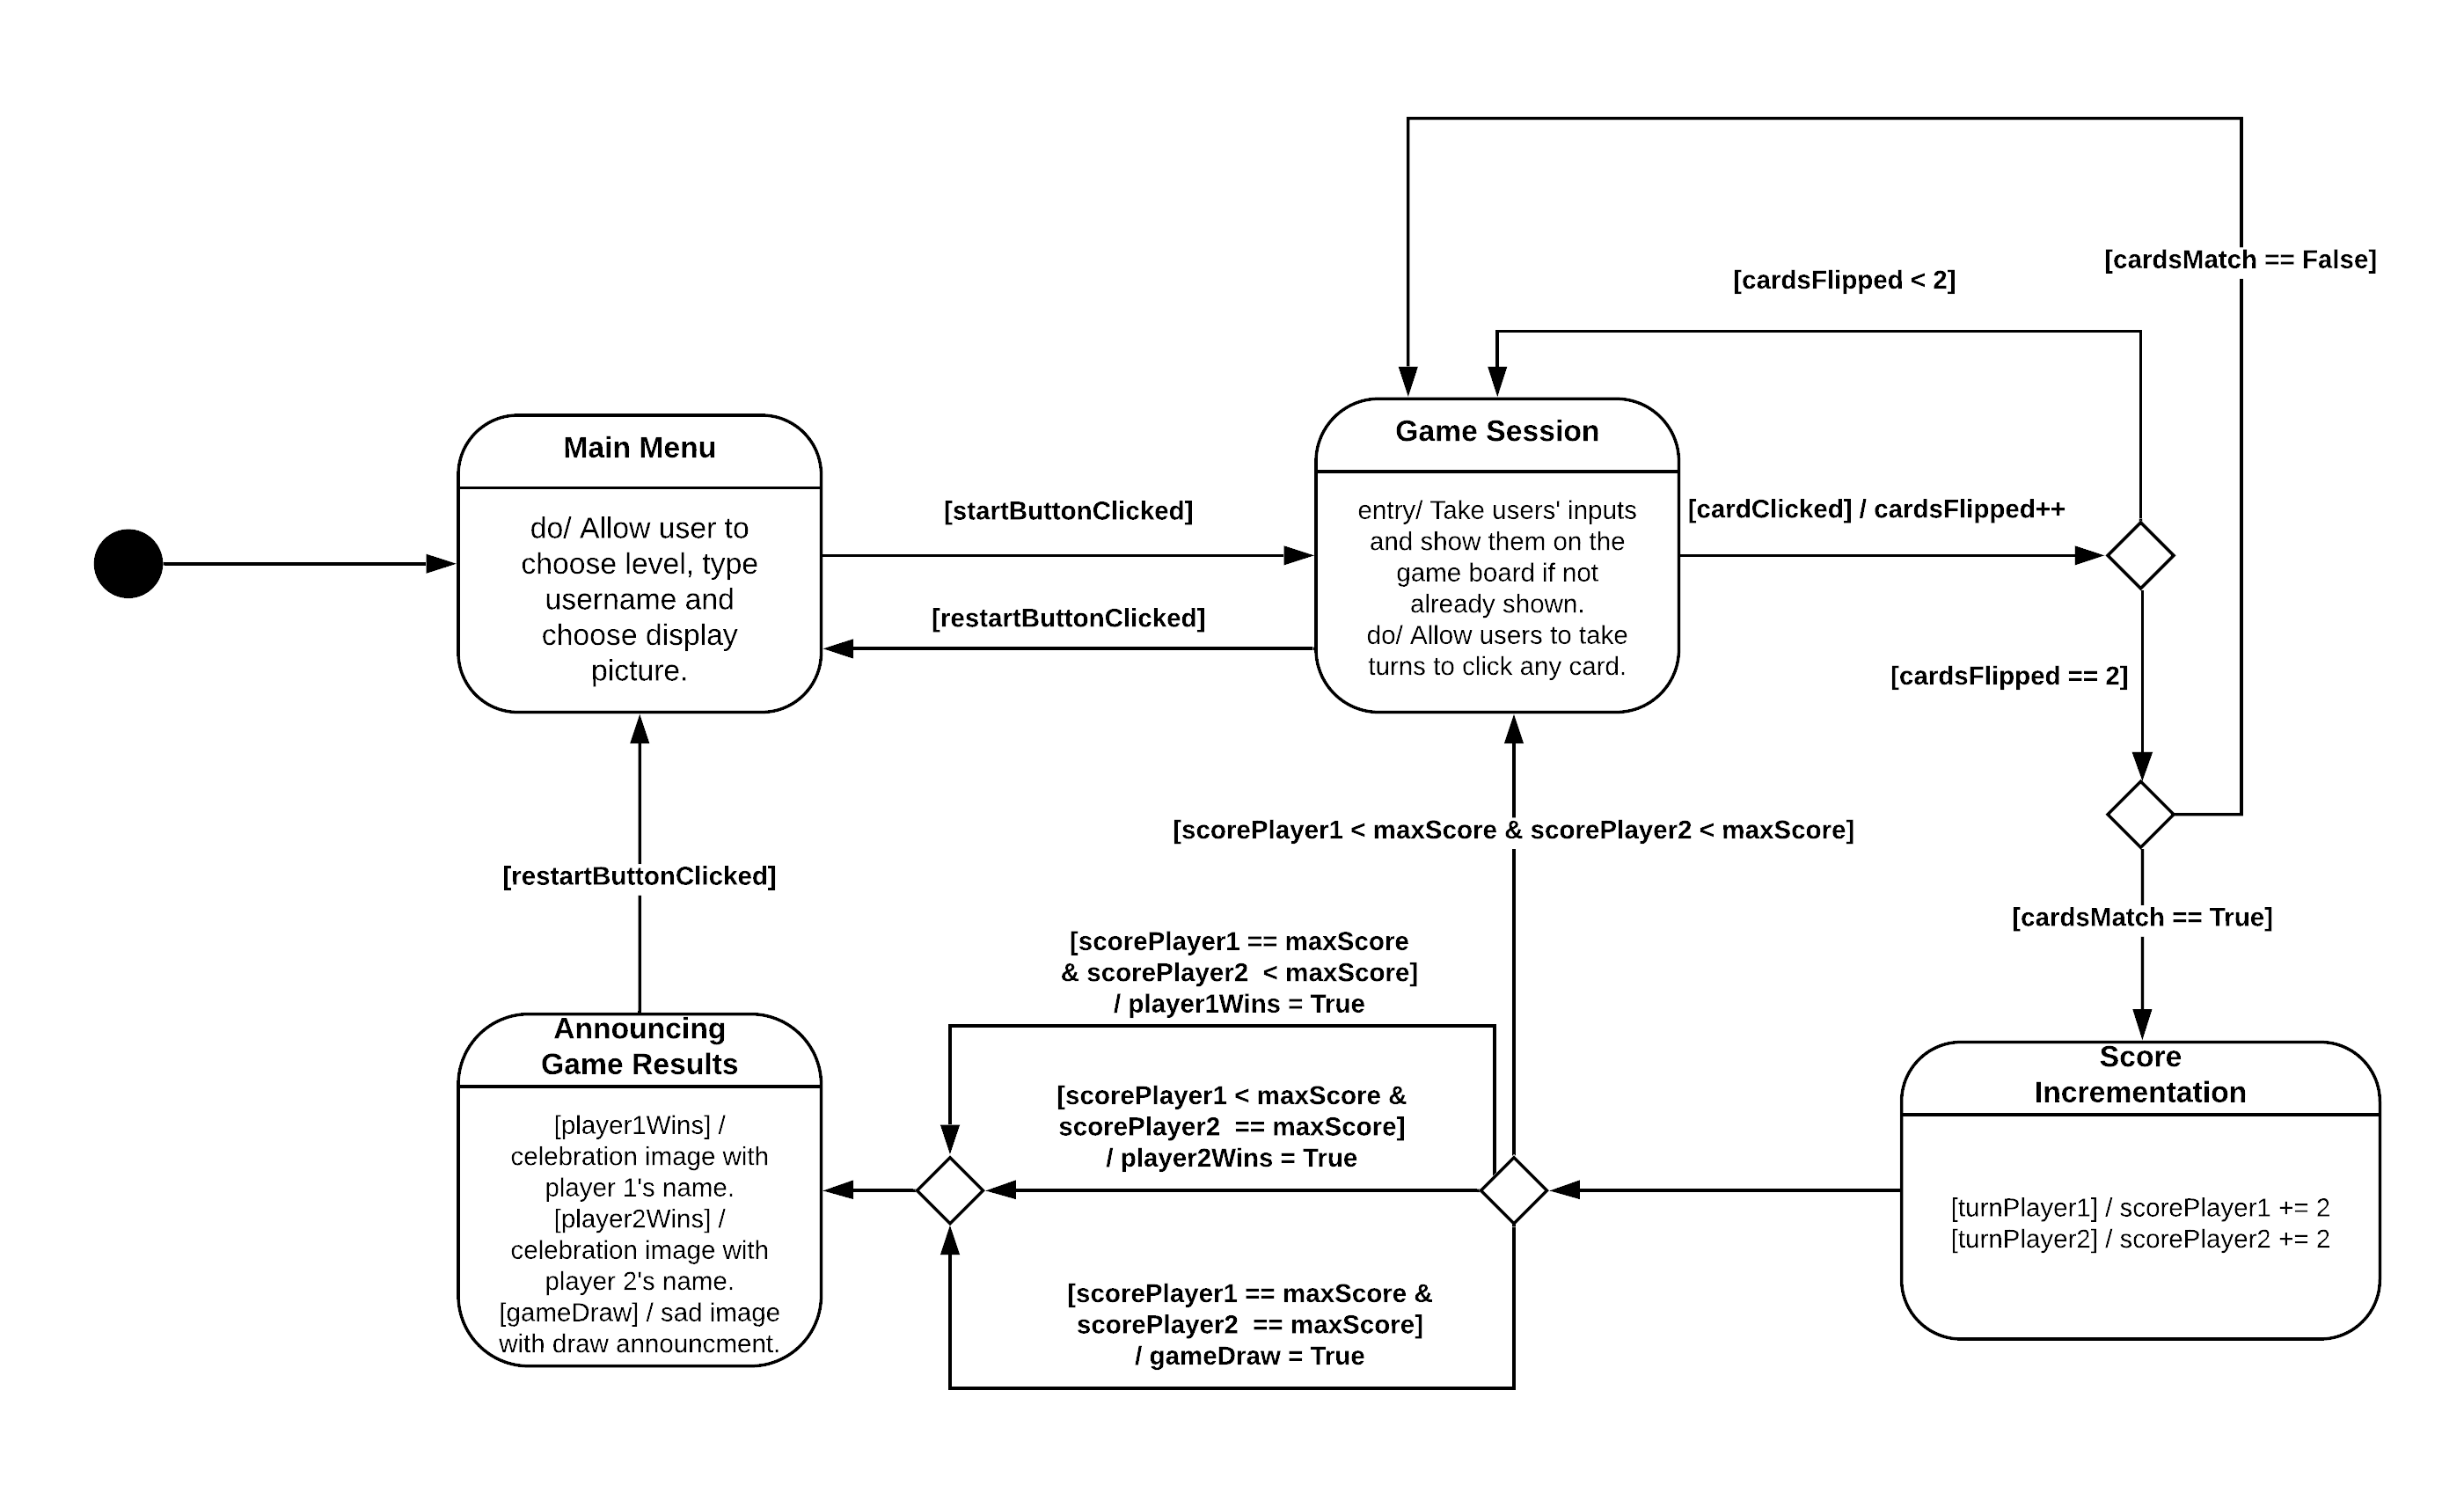 [cardsMatch == False]
[cardsFlipped < 2]
Main Menu
do/ Allow user to
choose level, type
username and
choose display
picture.
[startButtonClicked]
[restartButtonClicked]
Game Session
entry/ Take users' inputs
and show them on the
game board if not
already shown.
do/ Allow users to take
turns to click any card.
[cardClicked] / cardsFlipped++
[cardsFlipped == 2]
[scorePlayer1 < maxScore & scorePlayer2 < maxScore]
[restartButtonClicked]
[cardsMatch == True]
[scorePlayer1 == maxScore
& scorePlayer2  < maxScore]
/ player1Wins = True
Announcing
Game Results
[player1Wins] /
celebration image with
player 1's name.
[player2Wins] /
celebration image with
player 2's name.
[gameDraw] / sad image
with draw announcment.
[scorePlayer1 < maxScore &
scorePlayer2  == maxScore]
/ player2Wins = True
[scorePlayer1 == maxScore &
scorePlayer2  == maxScore]
/ gameDraw = True
Score
Incrementation
[turnPlayer1] / scorePlayer1 += 2
[turnPlayer2] / scorePlayer2 += 2